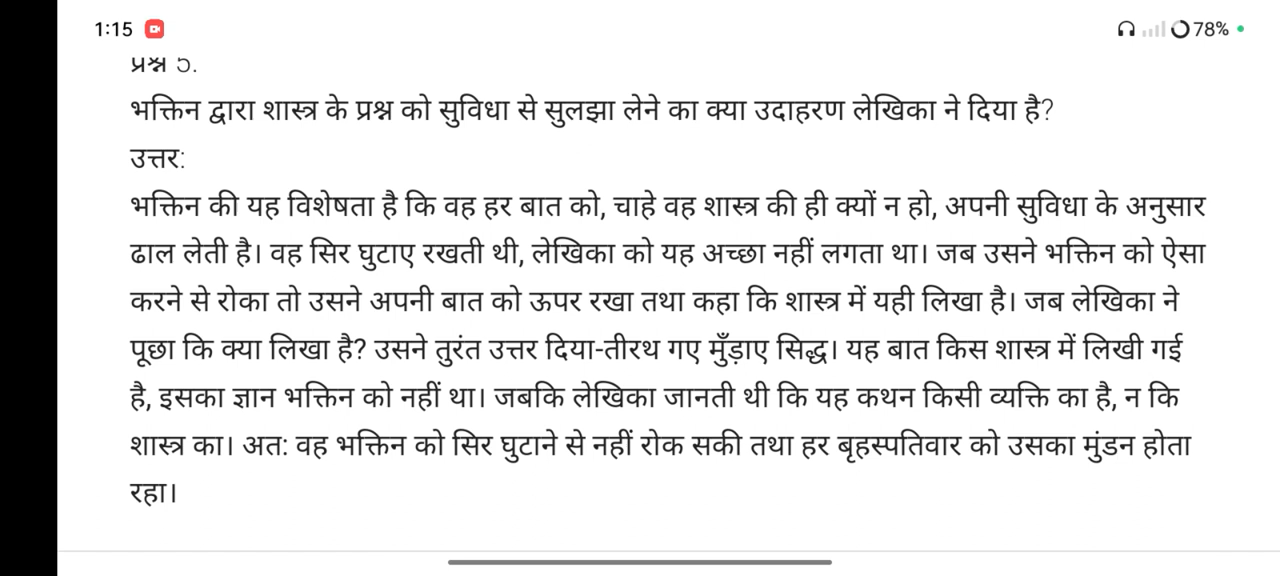 1:15
78%
प्रश्न 5.
भक्तिन द्वारा शास्त्र के प्रश्न को सुविधा से सुलझा लेने का क्या उदाहरण लेखिका ने दिया है?
उत्तर:
भक्तिन की यह विशेषता है कि वह हर बात को, चाहे वह शास्त्र की ही क्यों न हो, अपनी सुविधा के अनुसार
ढाल लेती है। वह सिर घुटाए रखती थी, लेखिका को यह अच्छा नहीं लगता था। जब उसने भक्तिन को ऐसा
करने से रोका तो उसने अपनी बात को ऊपर रखा तथा कहा कि शास्त्र में यही लिखा है। जब लेखिका ने
पूछा कि क्या लिखा है? उसने तुरंत उत्तर दिया-तीरथ गए मुँड़ाए सिद्ध। यह बात किस शास्त्र में लिखी गई
है, इसका ज्ञान भक्तिन को नहीं था। जबकि लेखिका जानती थी कि यह कथन किसी व्यक्ति का है, न कि
शास्त्र का। अत: वह भक्तिन को सिर घुटाने से नहीं रोक सकी तथा हर बृहस्पतिवार को उसका मुंडन होता
रहा।